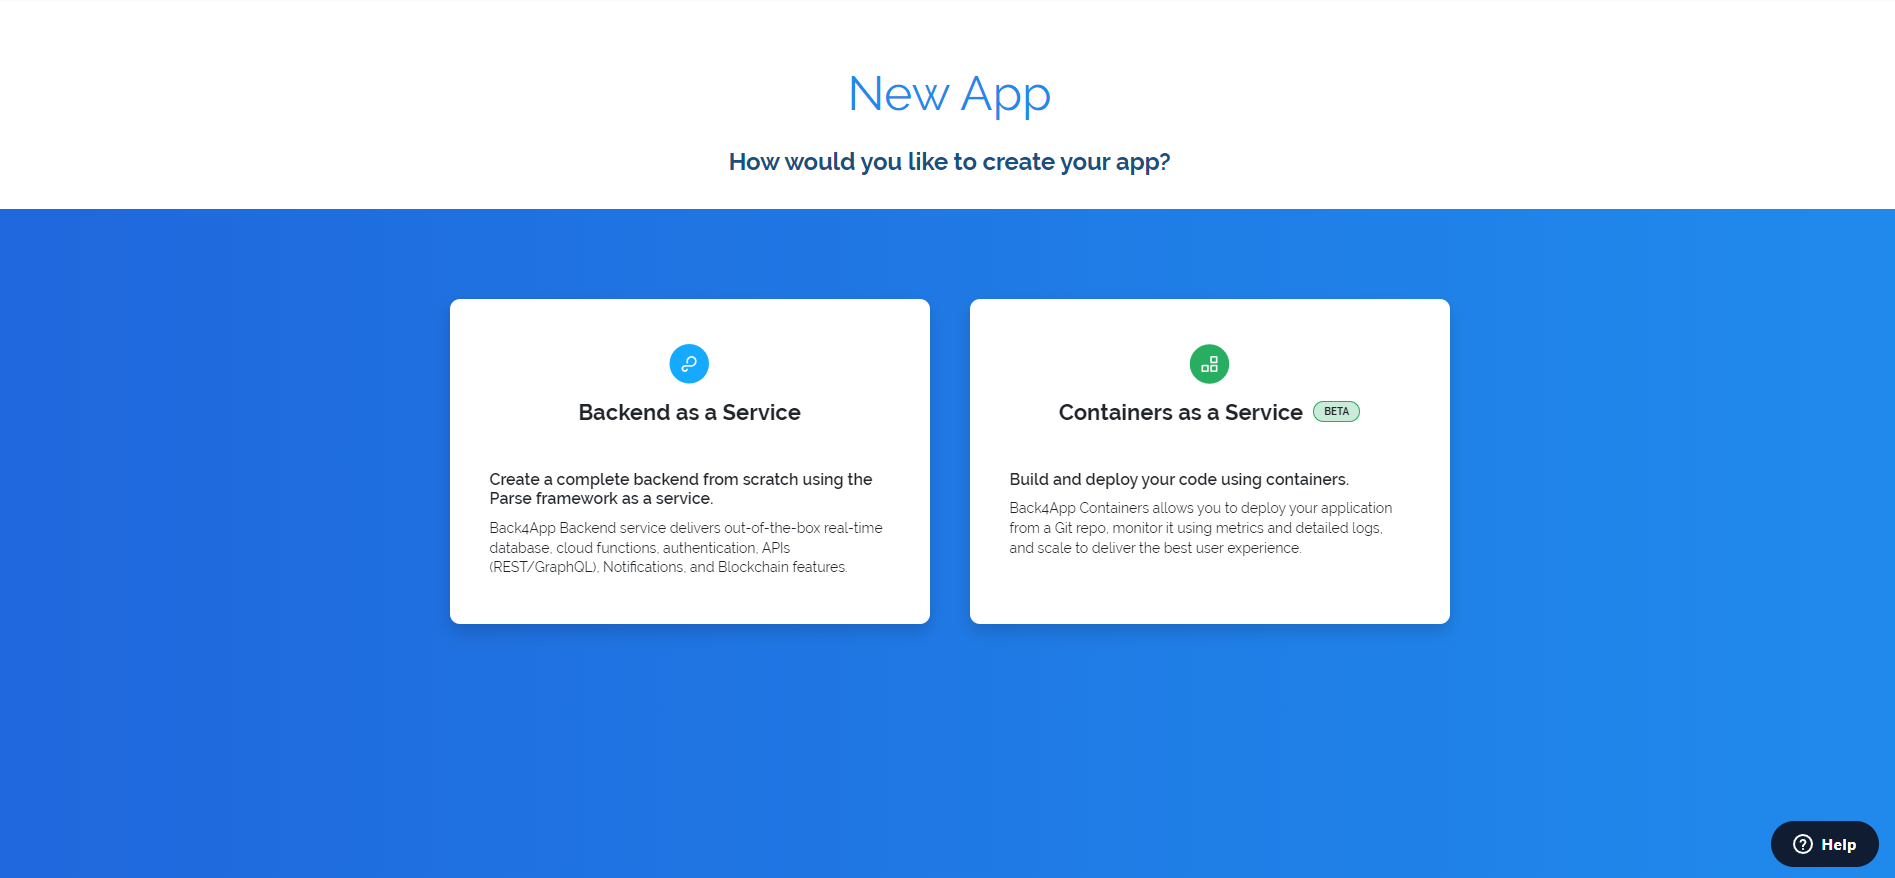 New App
How would you like to create your app?
Backend as a Service
Create a complete backend from scratch using the
Parse framework as a service.
Back4App Backend service delivers out-of-the-box real-time
database, cloud functions, authentication, APIs
(REST/GraphQL), Notifications, and Blockchain features.
Containers as a Service BETA
Build and deploy your code using containers.
Back4App Containers allows you to deploy your application
from a Git repo, monitor it using metrics and detailed logs,
and scale to deliver the best user experience.
Help